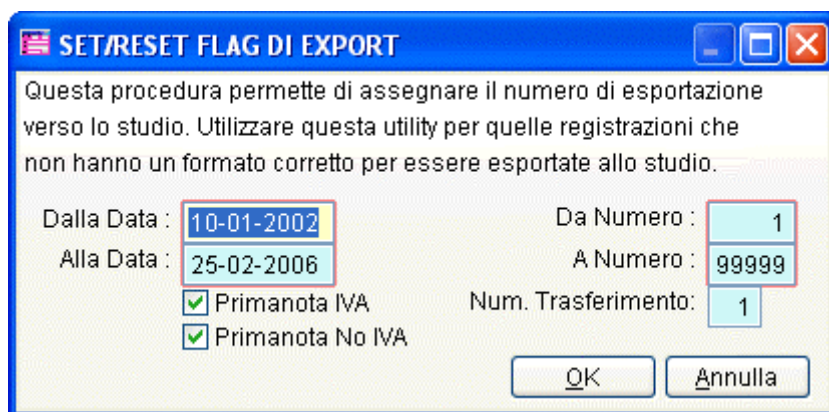 SET/RESET FLAG DI EXPORT
Questa procedura permette di assegnare il numero di esportazione
verso lo studio. Utilizzare questa utility per quelle registrazioni che
non hanno un formato corretto per essere esportate allo studio.
Dalla Data : 10-01-2002 Da Numero : 1
Alla Data : 25-02-2006 A Numero : 99999
Primanota IVA Num. Trasferimento: 1
Primanota No IVA
OK Annulla